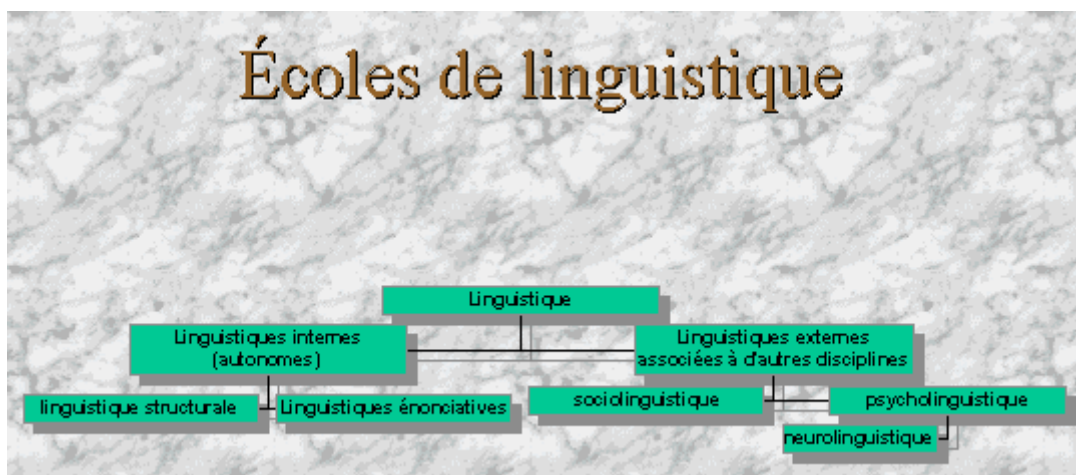 Écoles de linguistique
Linguistique
Linguistiques internes
(autonomes)
Linguistiques externes
associées à d'autres disciplines
linguistique structurale
Linguistiques énonciatives
sociolinguistique
psycholinguistique
neurolinguistique